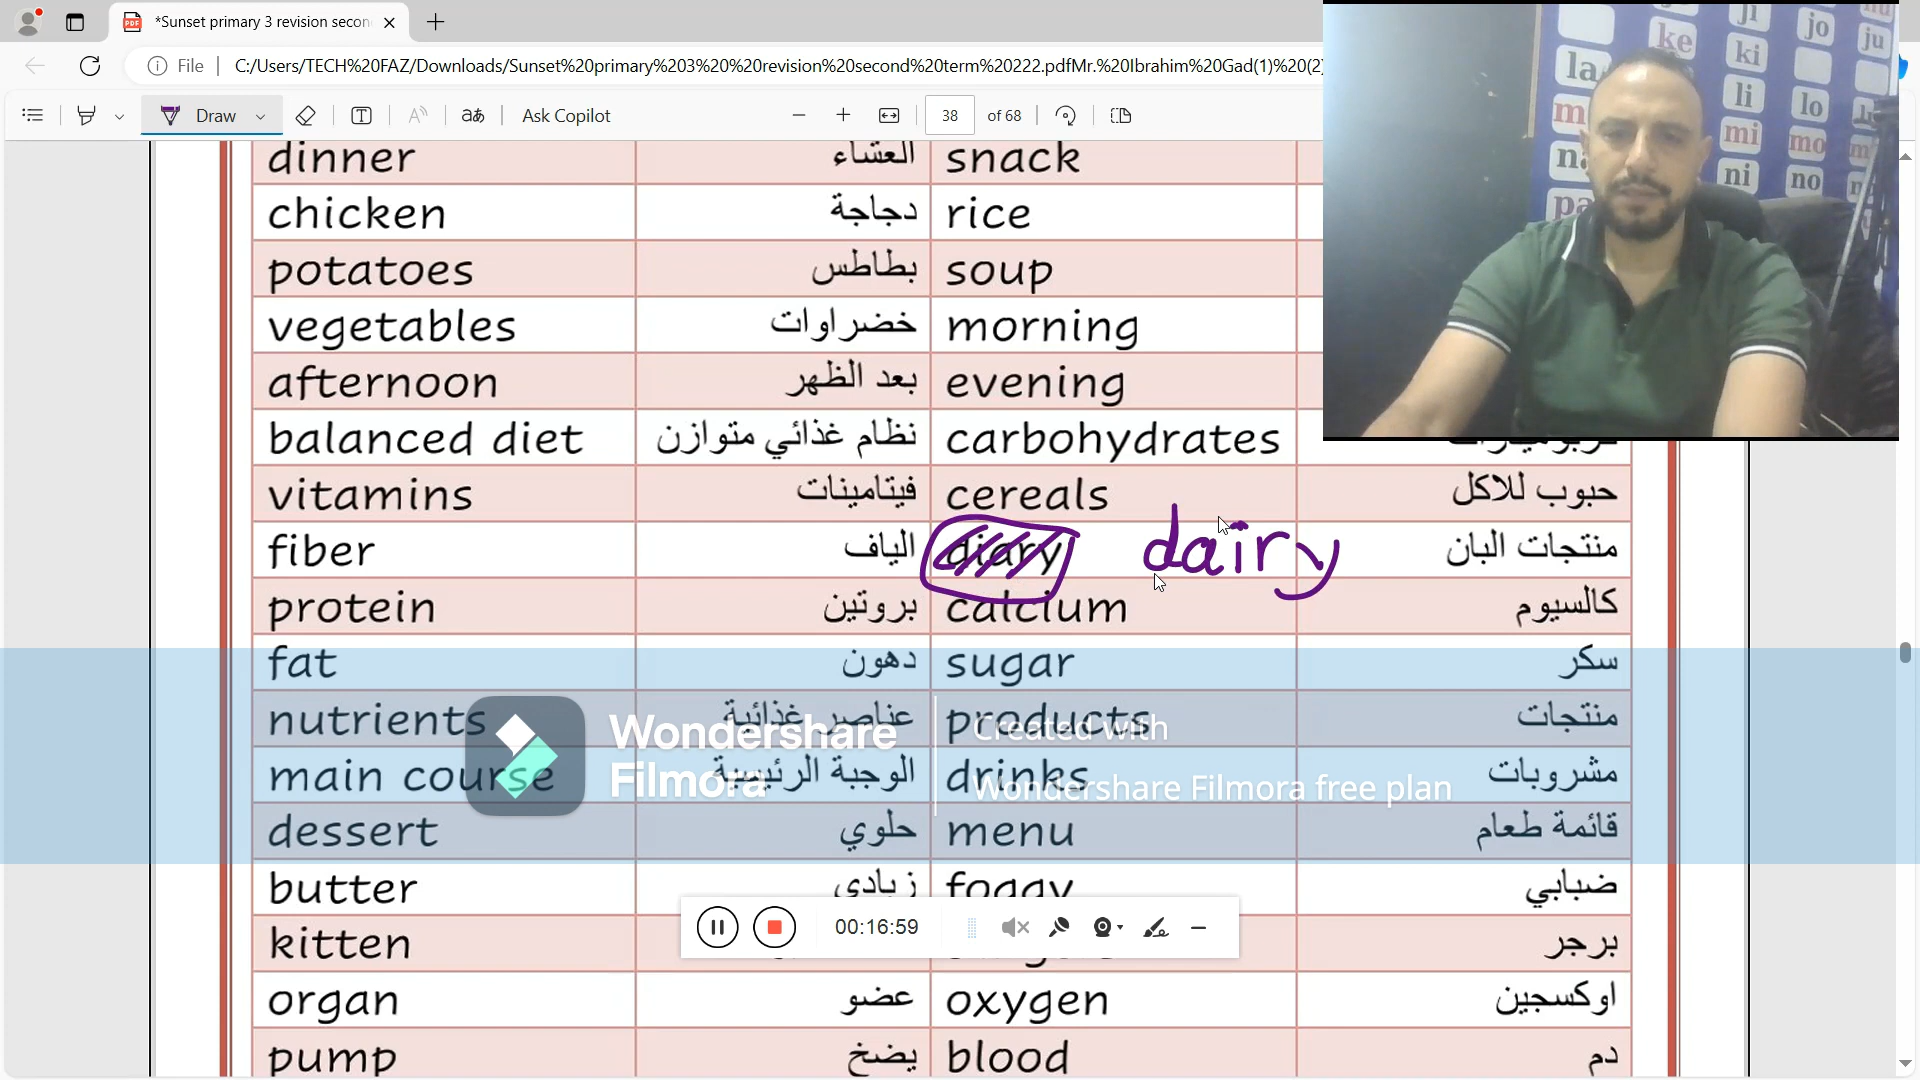 *Sunset primary 3 revision secon
File C:/Users/TECH%20FAZ/Downloads/Sunset%20primary%203%20%20revision%20second%20term%20222.pdfMr.%20Ibrahim%20Gad(1)%20(2)
Draw aあ Ask Copilot 38 of 68
ke ji ki jo ju
la li lo
mi mo
ni no
pa
dinner العشاء snack
chicken دجاجة rice
potatoes بطاطس soup
vegetables خضراوات morning
afternoon بعد الظهر evening
balanced diet نظام غذائي متوازن carbohydrates
vitamins فيتامينات cereals حبوب للاكل
fiber الياف diary dairy منتجات البان
protein بروتين calcium كالسيوم
fat دهون sugar سكر
nutrients عناصر غذائية products منتجات
main course الوجبة الرئيسية drinks مشروبات
dessert حلوي menu قائمة طعام
Wondershare Filmora
Created with
Wondershare Filmora free plan
butter زبادي foggy ضبابي
00:16:59
kitten برجر
organ عضو oxygen اوكسجين
pump يضخ blood دم